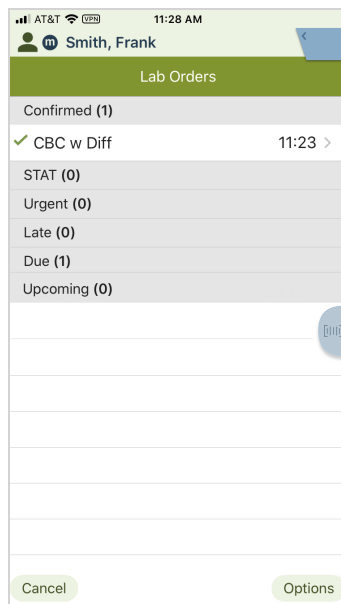 AT&T VPN 11:28 AM
m Smith, Frank
Lab Orders
Confirmed (1)
CBC w Diff 11:23
STAT (0)
Urgent (0)
Late (0)
Due (1)
Upcoming (0)
Cancel Options